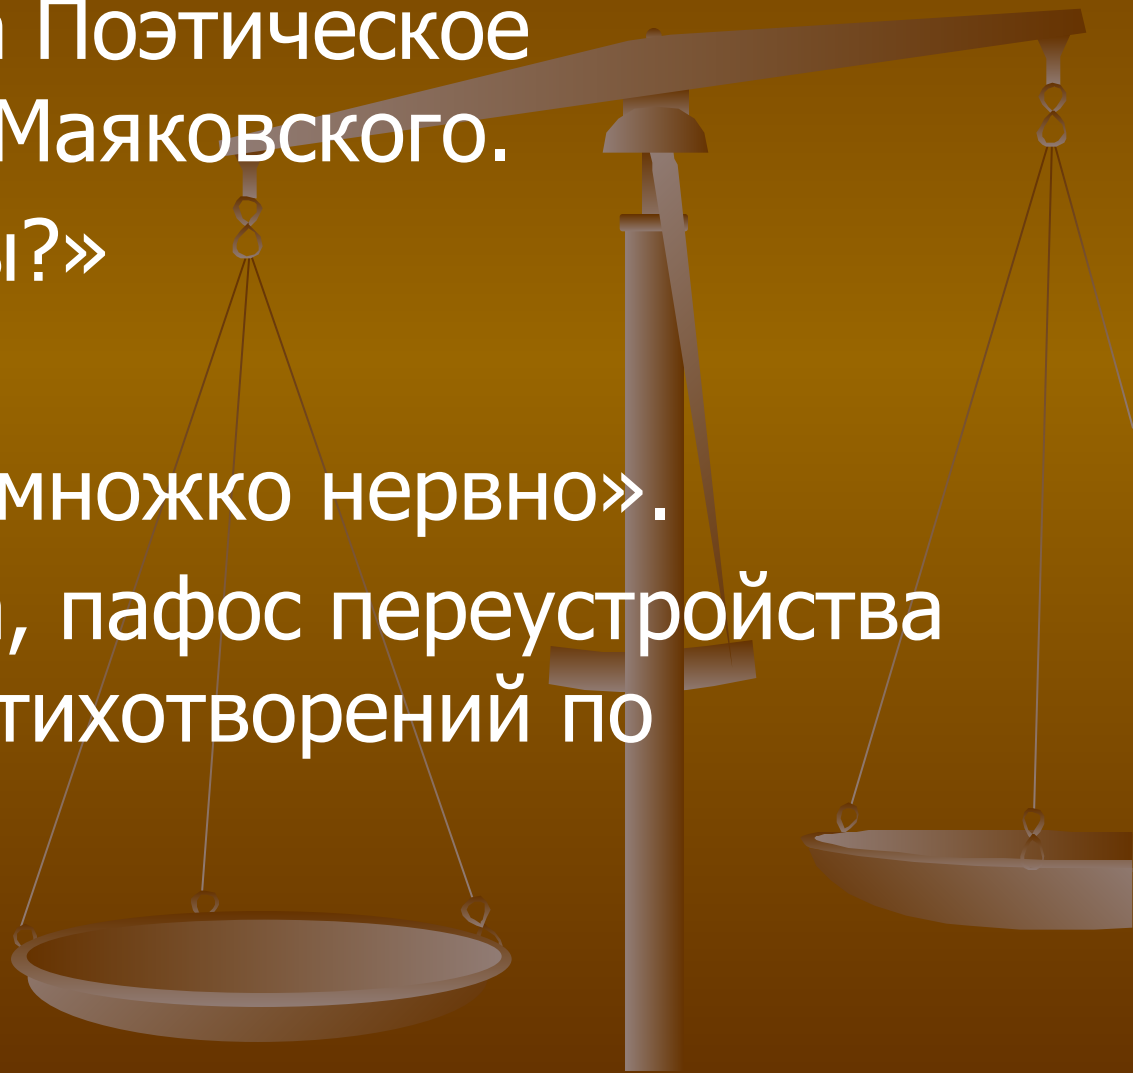 Поэтическое
Маяковского.
ы?»
множко нервно».
, пафос переустройства
тихотворений по